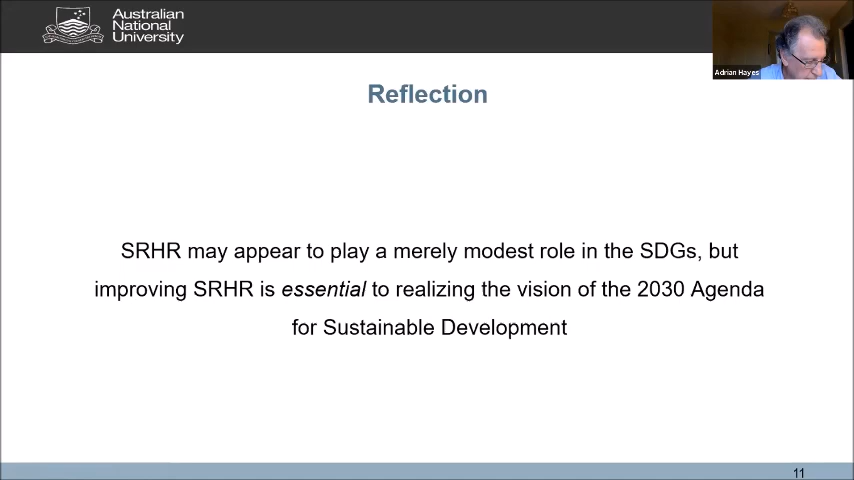 Australian
National
University
Adrian Hayes
Reflection
SRHR may appear to play a merely modest role in the SDGs, but
improving SRHR is essential to realizing the vision of the 2030 Agenda
for Sustainable Development
11